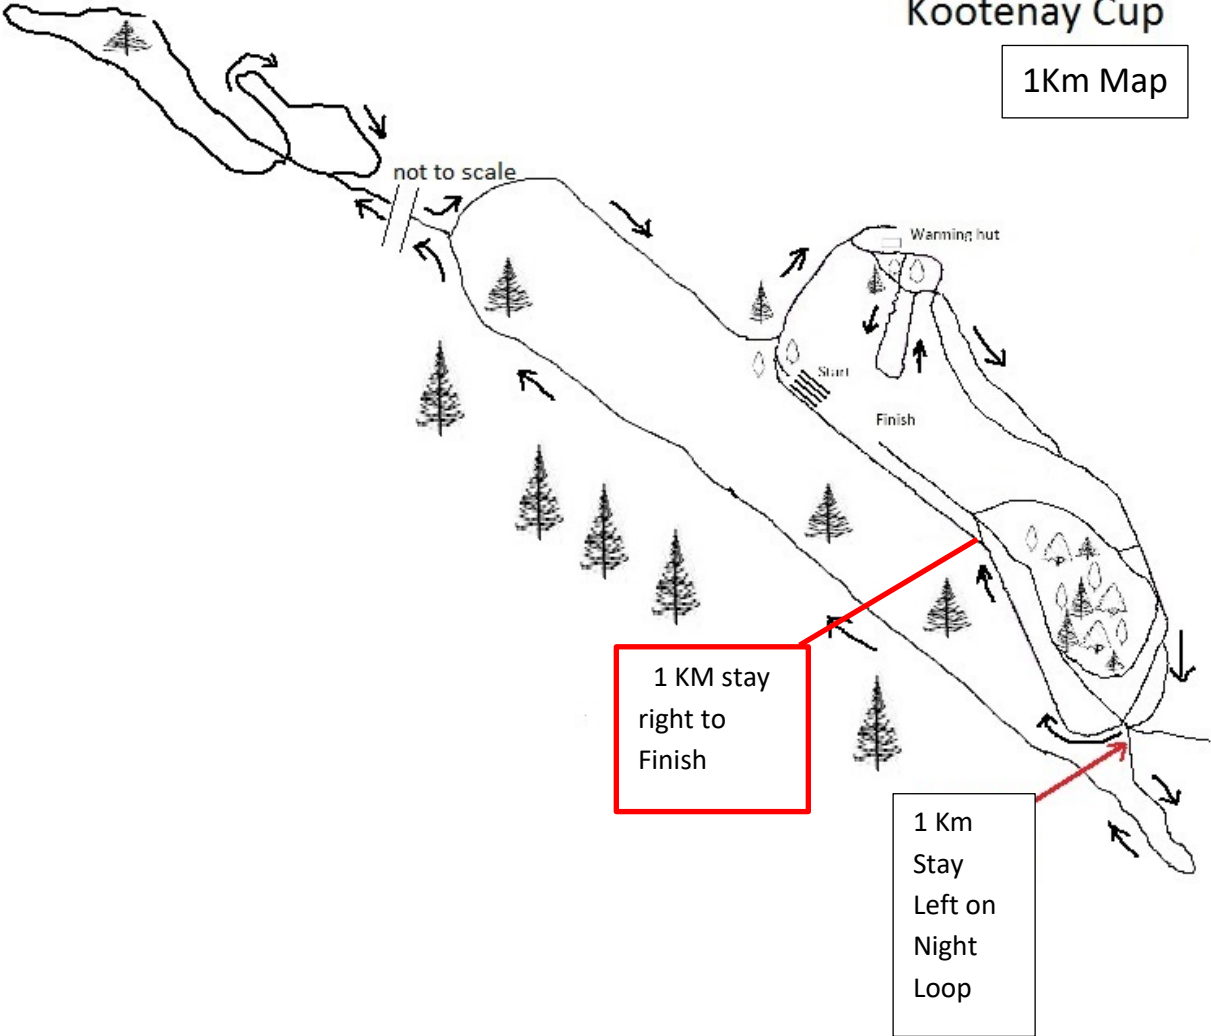 Kootenay Cup
1Km Map
not to scale
Warming hut
Start
Finish
1 KM stay
right to
Finish
1 Km
Stay
Left on
Night
Loop